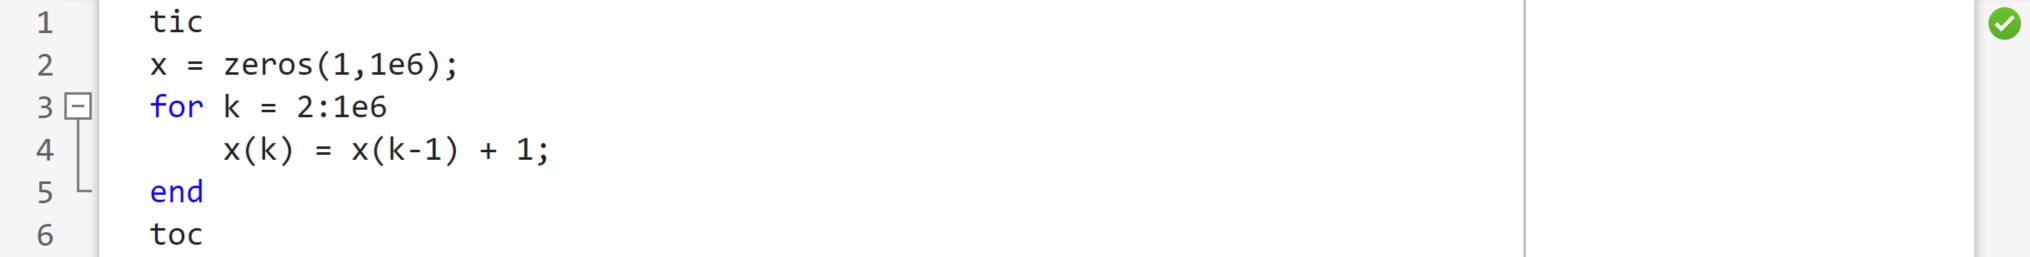 1 tic
2 x = zeros(1,1e6);
3 for k = 2:1e6
4     x(k) = x(k-1) + 1;
5 end
6 toc